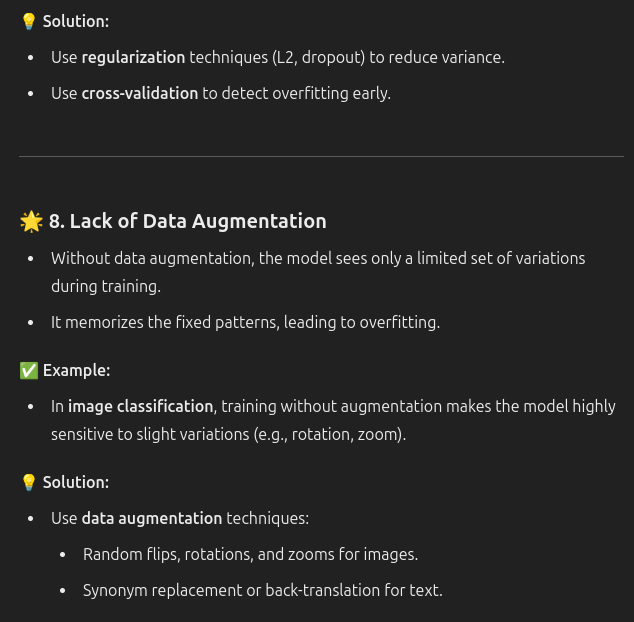 💡 Solution:
• Use regularization techniques (L2, dropout) to reduce variance.
• Use cross-validation to detect overfitting early.
🌟 8. Lack of Data Augmentation
• Without data augmentation, the model sees only a limited set of variations
during training.
• It memorizes the fixed patterns, leading to overfitting.
✅ Example:
• In image classification, training without augmentation makes the model highly
sensitive to slight variations (e.g., rotation, zoom).
💡 Solution:
• Use data augmentation techniques:
• Random flips, rotations, and zooms for images.
• Synonym replacement or back-translation for text.